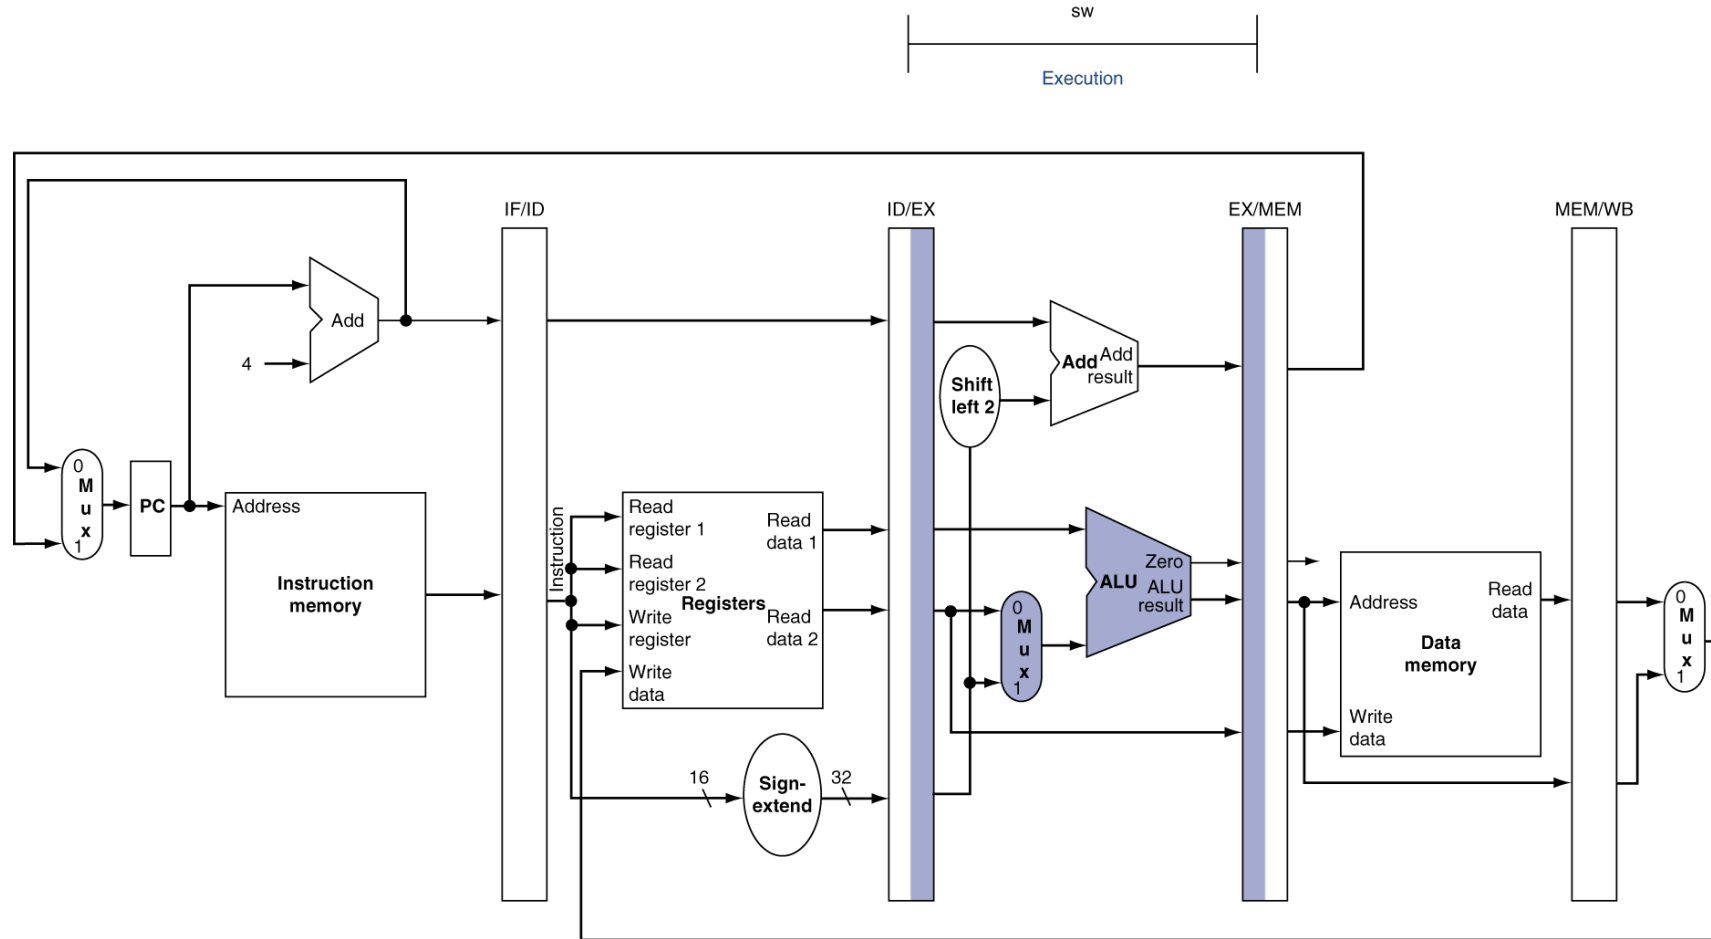 sw
Execution
IF/ID
ID/EX
EX/MEM
MEM/WB
Add
4
Shift
left 2
Add
Add
result
0
M
u
x
1
PC
Address
Instruction
memory
Instruction
Read
register 1
Read
register 2
Write
register
Write
data
Registers
Read
data 1
Read
data 2
0
M
u
x
1
ALU
Zero
ALU
result
Address
Read
data
Data
memory
Write
data
0
M
u
x
1
16
Sign-
extend
32